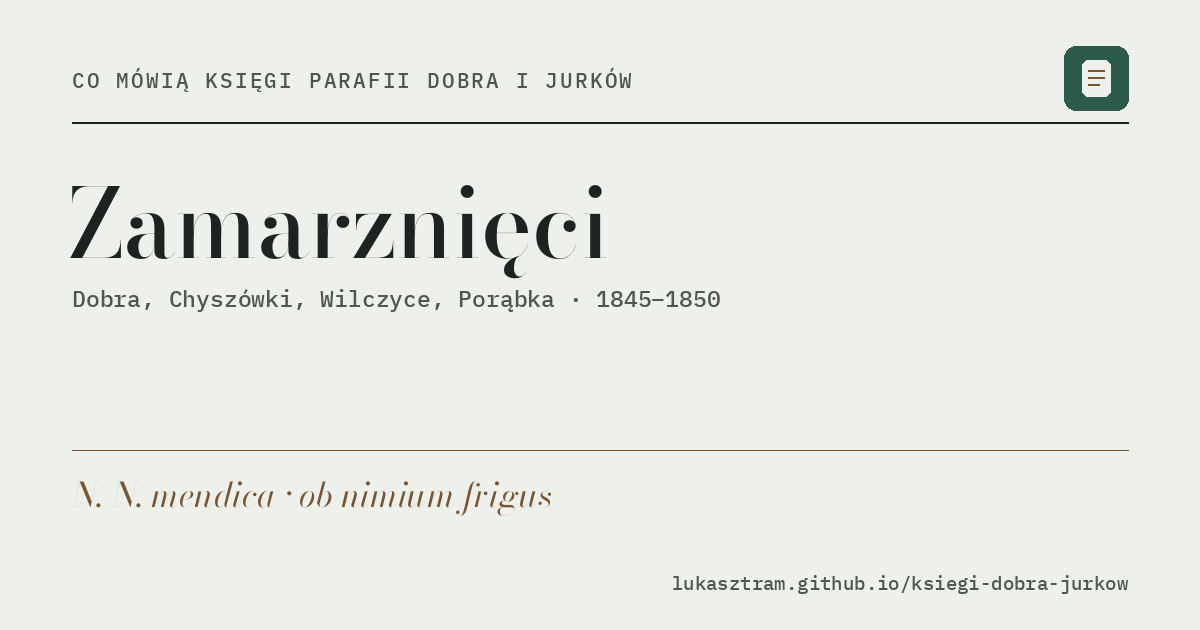 CO MÓWIĄ KSIĘGI PARAFII DOBRA I JURKÓW
Zamarznięci
Dobra, Chyszówki, Wilczyce, Porąbka · 1845–1850
N. N. mendica · ob nimium frigus
lukasztram.github.io/ksiegi-dobra-jurkow